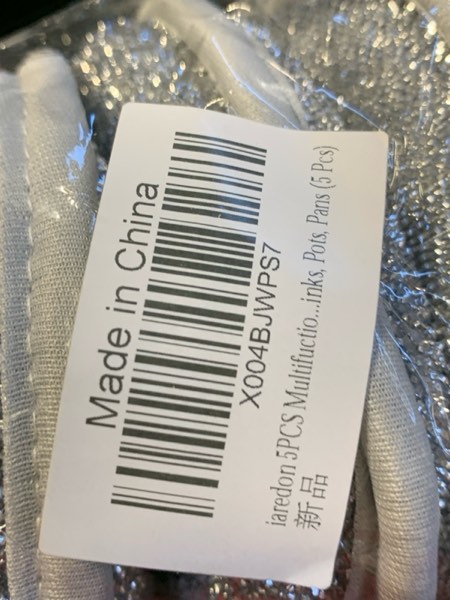 Made in China
X004BJWPS7
iaredon 5PCS Multifuctio...inks, Pots, Pans (5 Pcs)
新品